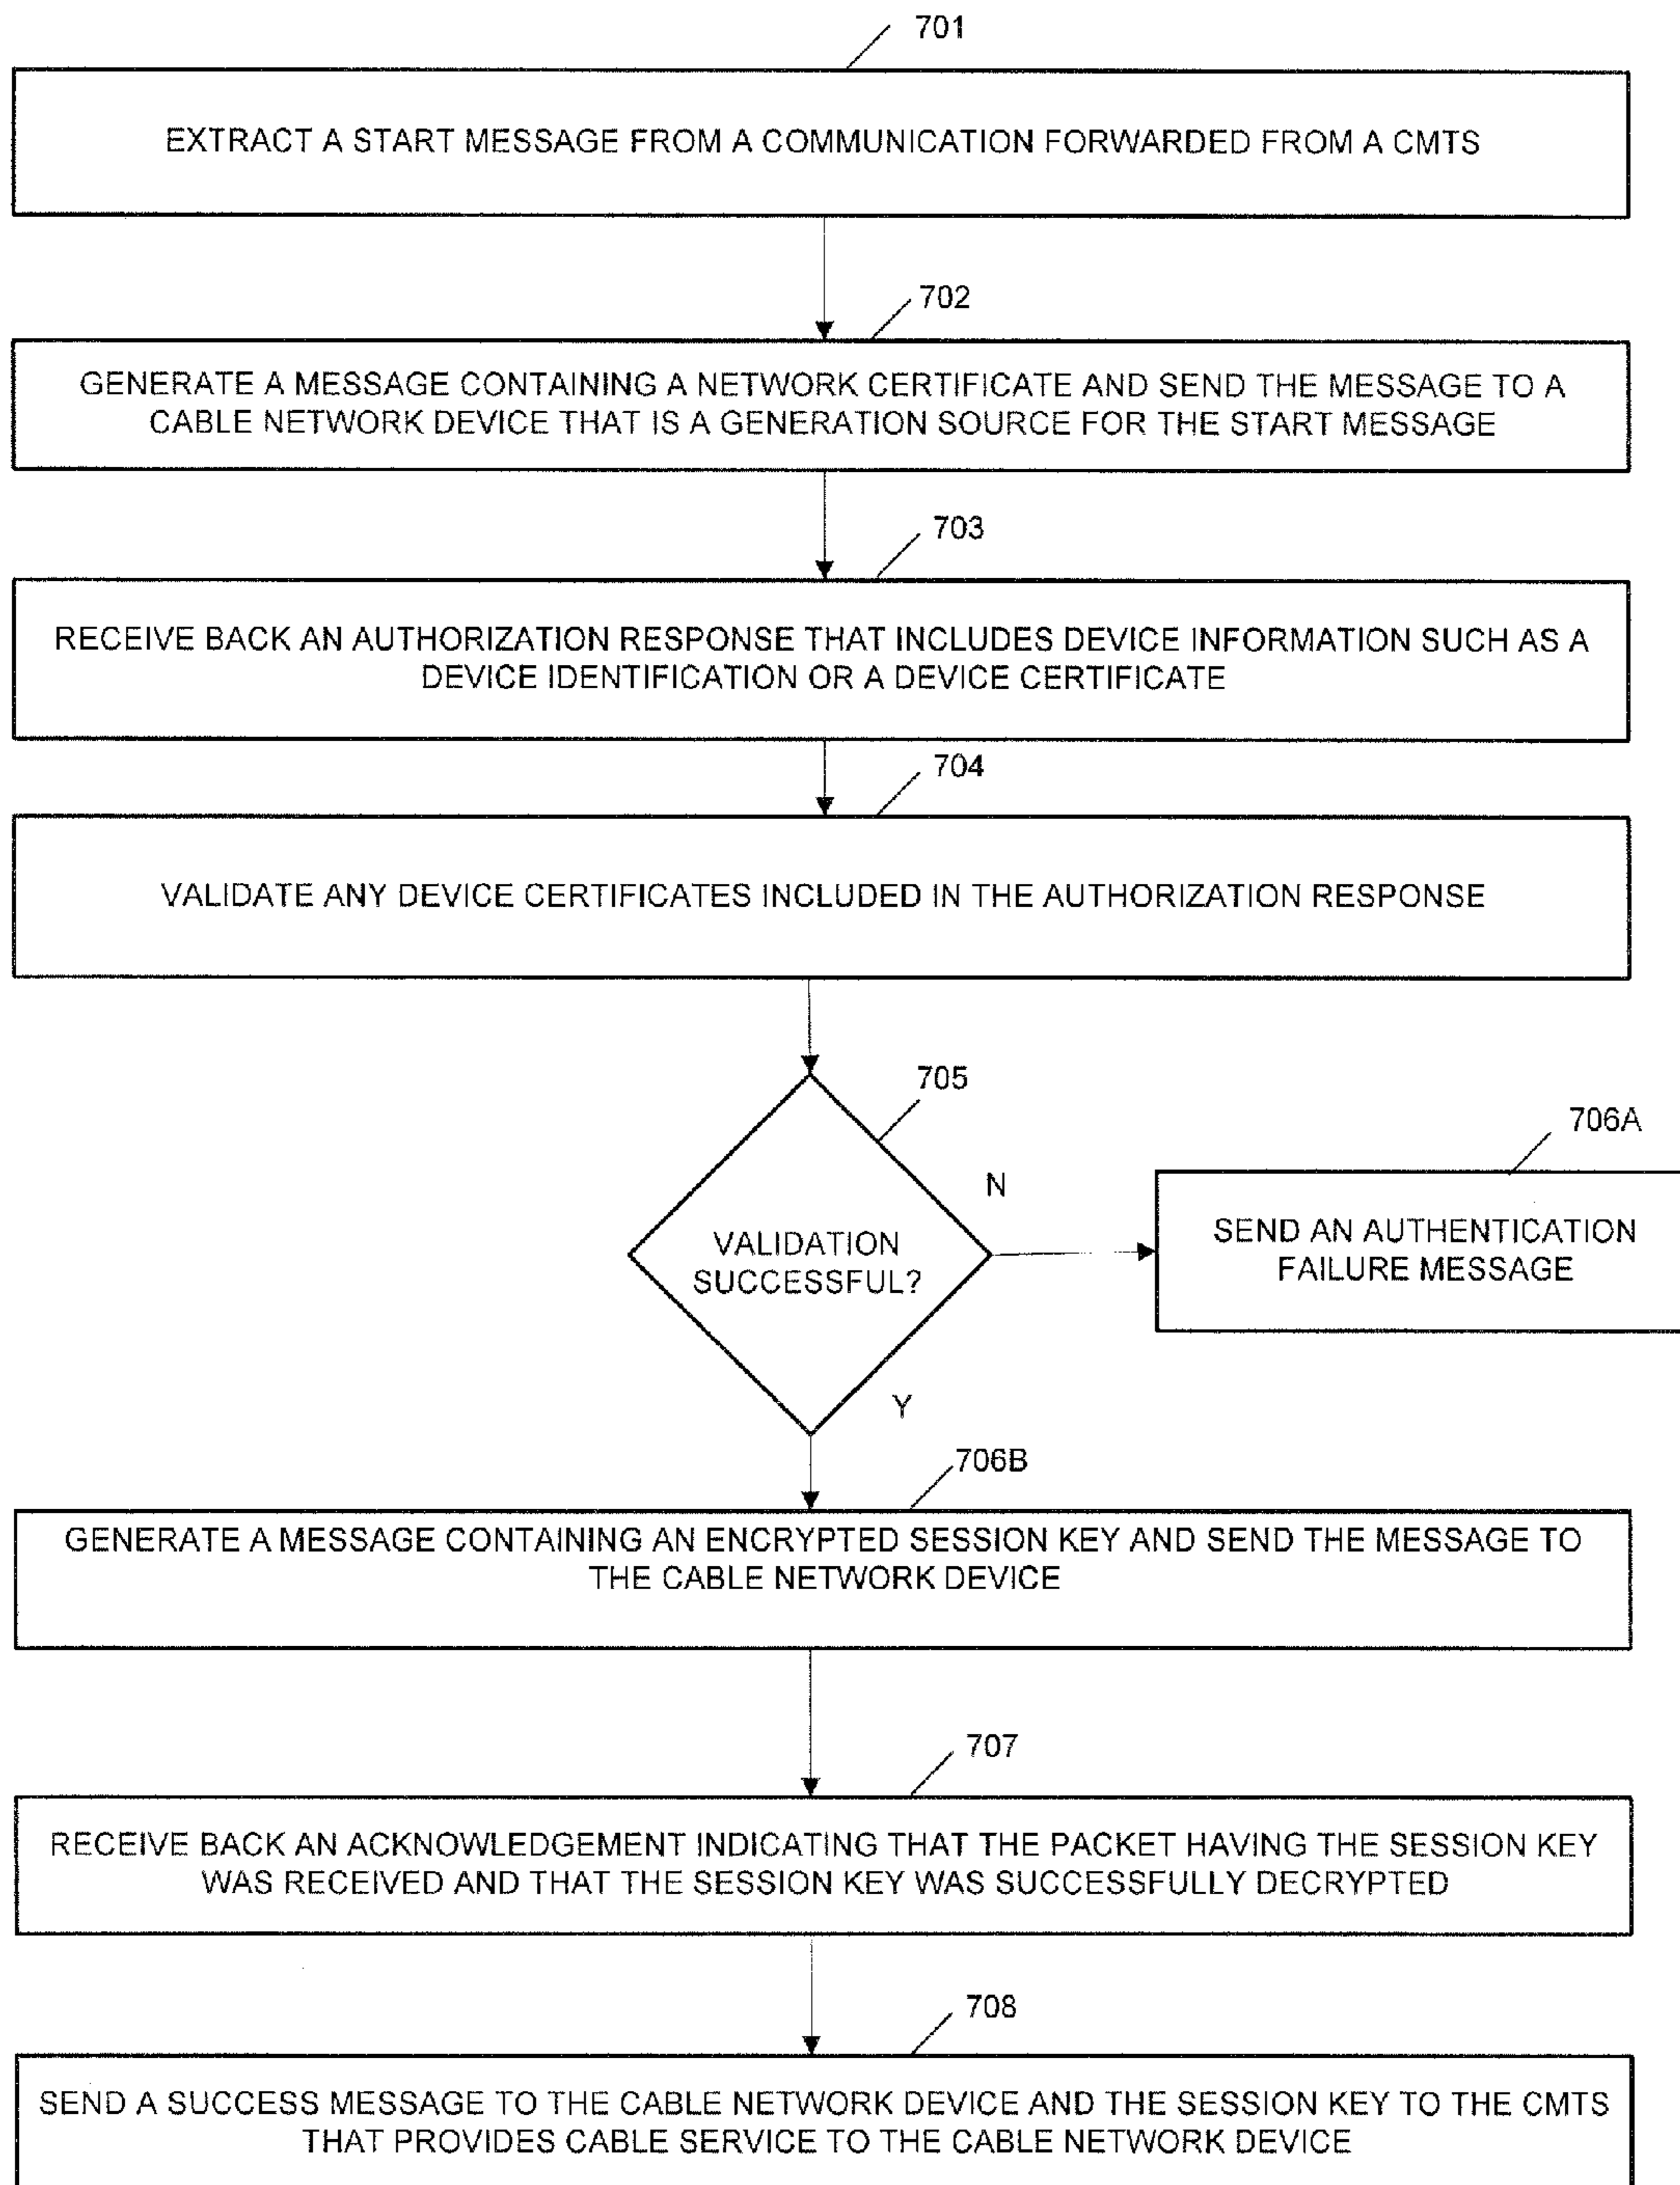 701
EXTRACT A START MESSAGE FROM A COMMUNICATION FORWARDED FROM A CMTS
702
GENERATE A MESSAGE CONTAINING A NETWORK CERTIFICATE AND SEND THE MESSAGE TO A
CABLE NETWORK DEVICE THAT IS A GENERATION SOURCE FOR THE START MESSAGE
703
RECEIVE BACK AN AUTHORIZATION RESPONSE THAT INCLUDES DEVICE INFORMATION SUCH AS A
DEVICE IDENTIFICATION OR A DEVICE CERTIFICATE
704
VALIDATE ANY DEVICE CERTIFICATES INCLUDED IN THE AUTHORIZATION RESPONSE
705
VALIDATION
SUCCESSFUL?
N
706A
SEND AN AUTHENTICATION
FAILURE MESSAGE
Y
706B
GENERATE A MESSAGE CONTAINING AN ENCRYPTED SESSION KEY AND SEND THE MESSAGE TO
THE CABLE NETWORK DEVICE
707
RECEIVE BACK AN ACKNOWLEDGEMENT INDICATING THAT THE PACKET HAVING THE SESSION KEY
WAS RECEIVED AND THAT THE SESSION KEY WAS SUCCESSFULLY DECRYPTED
708
SEND A SUCCESS MESSAGE TO THE CABLE NETWORK DEVICE AND THE SESSION KEY TO THE CMTS
THAT PROVIDES CABLE SERVICE TO THE CABLE NETWORK DEVICE